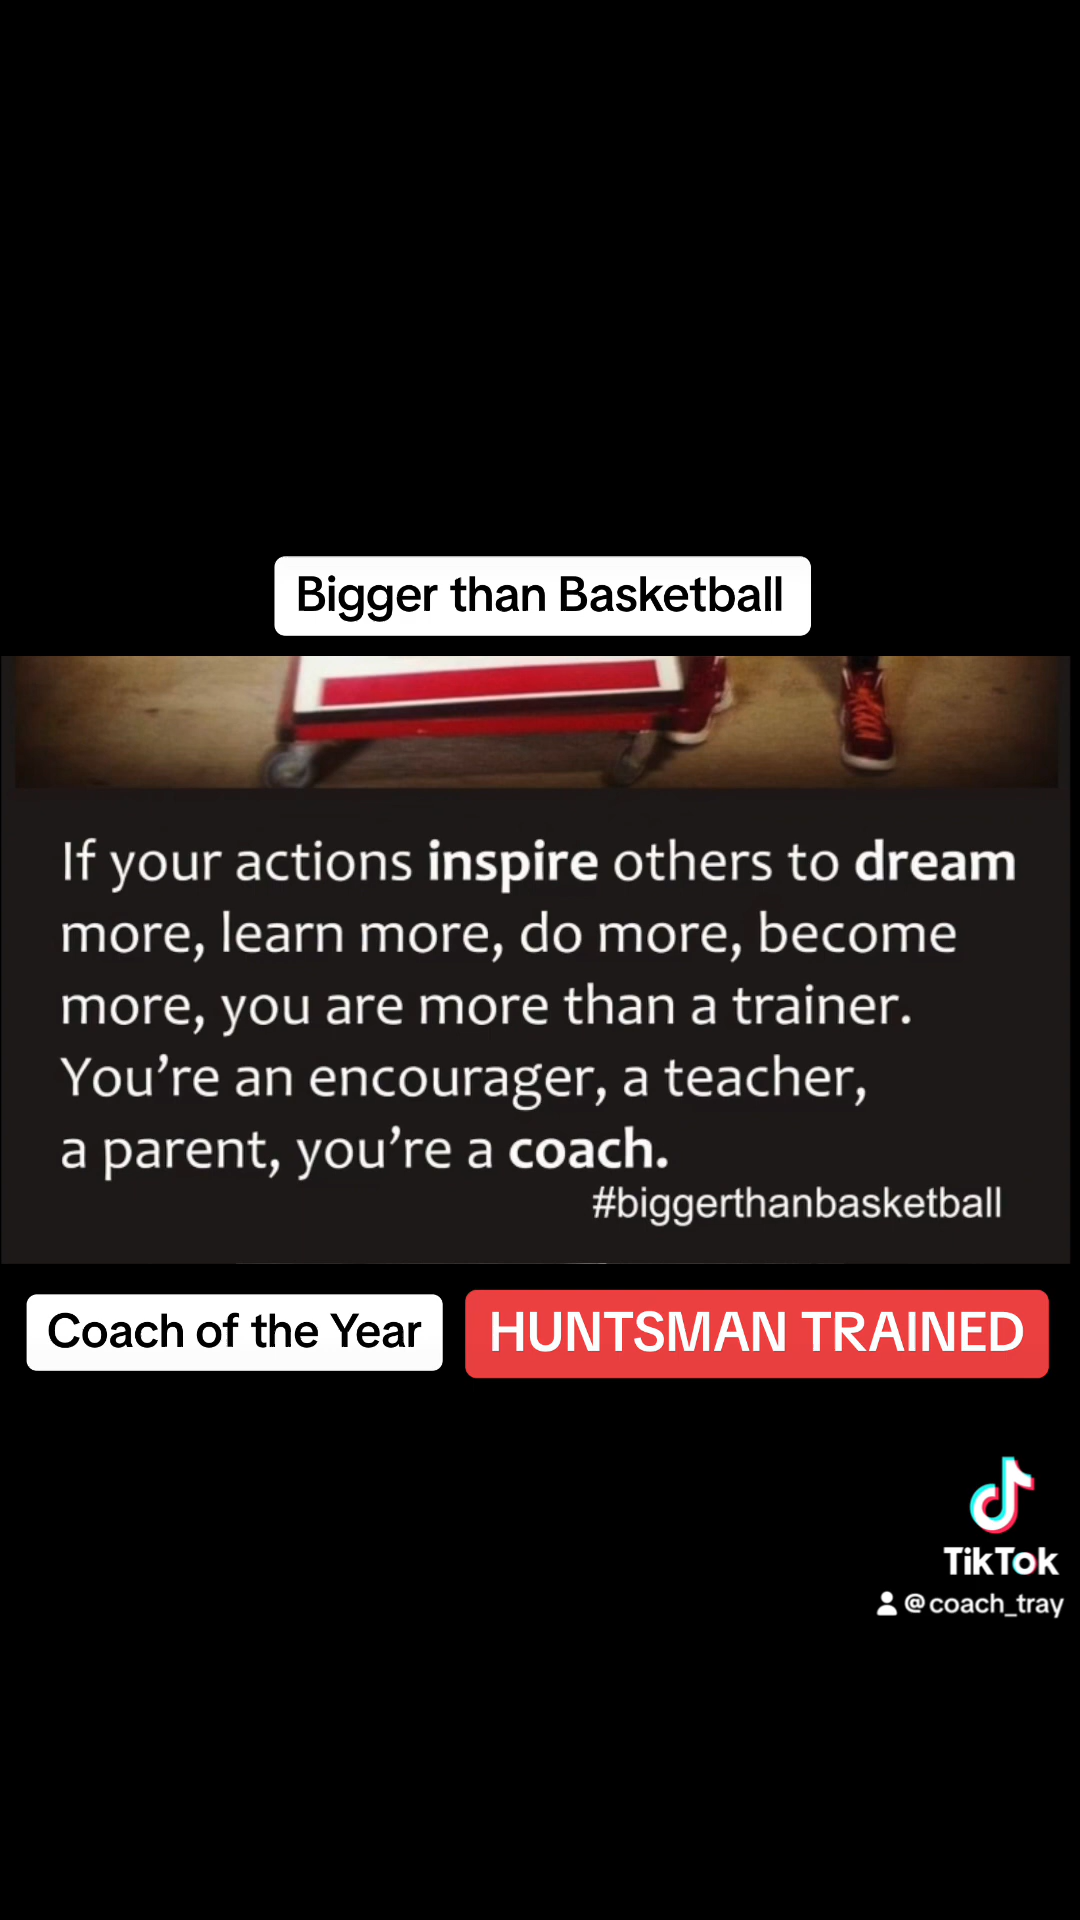 Bigger than Basketball
If your actions inspire others to dream
more, learn more, do more, become
more, you are more than a trainer.
You’re an encourager, a teacher,
a parent, you’re a coach.
#biggerthanbasketball
Coach of the Year
HUNTSMAN TRAINED
TikTok
@coach_tray